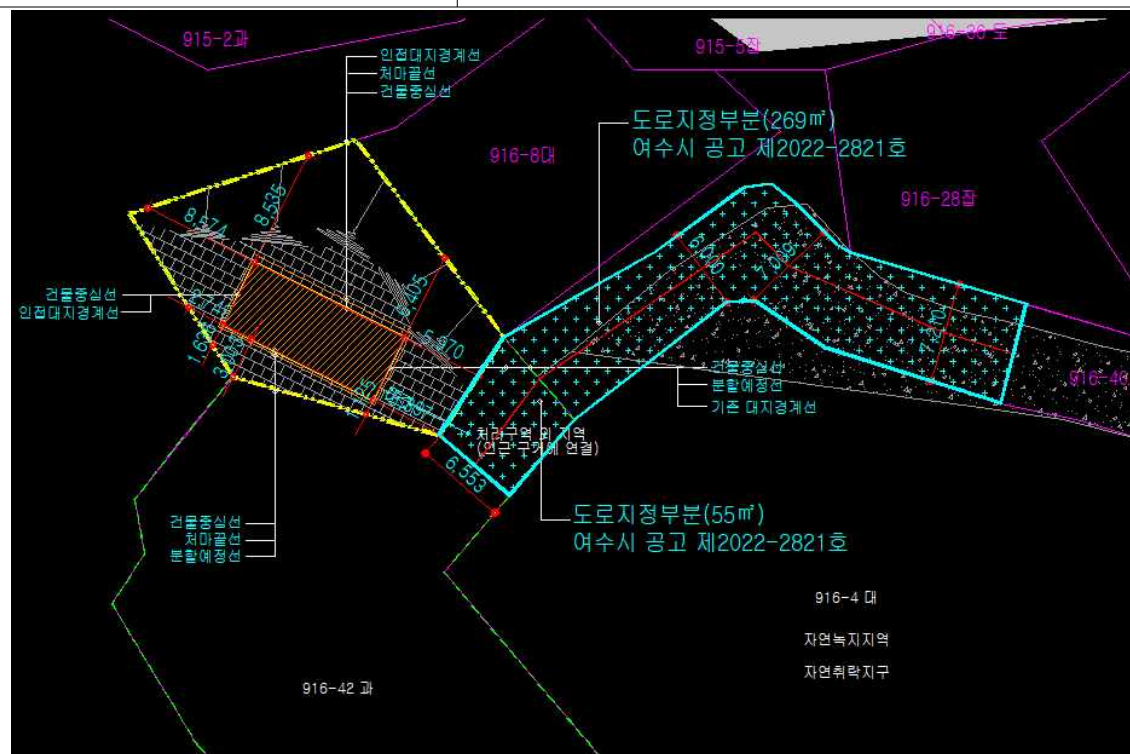 915-2과
915-5잡
916-36 도
인접대지경계선
처마끝선
건물중심선
도로지정부분(269㎡)
여수시 공고 제2022-2821호
916-8대
916-28잡
8.574
8.535
6.000
7.009
건물중심선
인접대지경계선
5.970
건물중심선
분할예정선
기존 대지경계선
916-40
처리구역 외 지역
(인근 구거에 연결)
6.553
도로지정부분(55㎡)
여수시 공고 제2022-2821호
건물중심선
처마끝선
분할예정선
916-4 대
자연녹지지역
자연취락지구
916-42 과